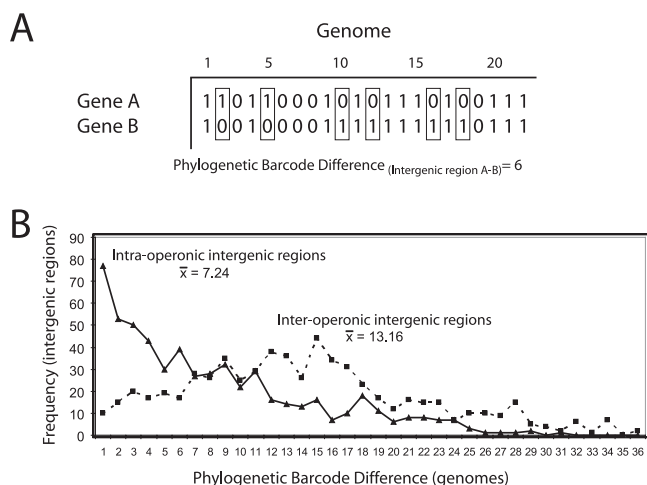 A
Genome
1 5 10 15 20
Gene A 1 1 0 1 1 0 0 0 1 0 1 0 1 1 1 0 1 0 0 1 1 1
Gene B 1 0 0 1 0 0 0 0 1 1 1 1 1 1 1 1 1 1 0 1 1 1
Phylogenetic Barcode Difference (Intergenic region A-B) = 6
B
Frequency (intergenic regions)
90
80
70
60
50
40
30
20
10
0
Intra-operonic intergenic regions
x̄ = 7.24
Inter-operonic intergenic regions
x̄ = 13.16
1 2 3 4 5 6 7 8 9 10 11 12 13 14 15 16 17 18 19 20 21 22 23 24 25 26 27 28 29 30 31 32 33 34 35 36
Phylogenetic Barcode Difference (genomes)